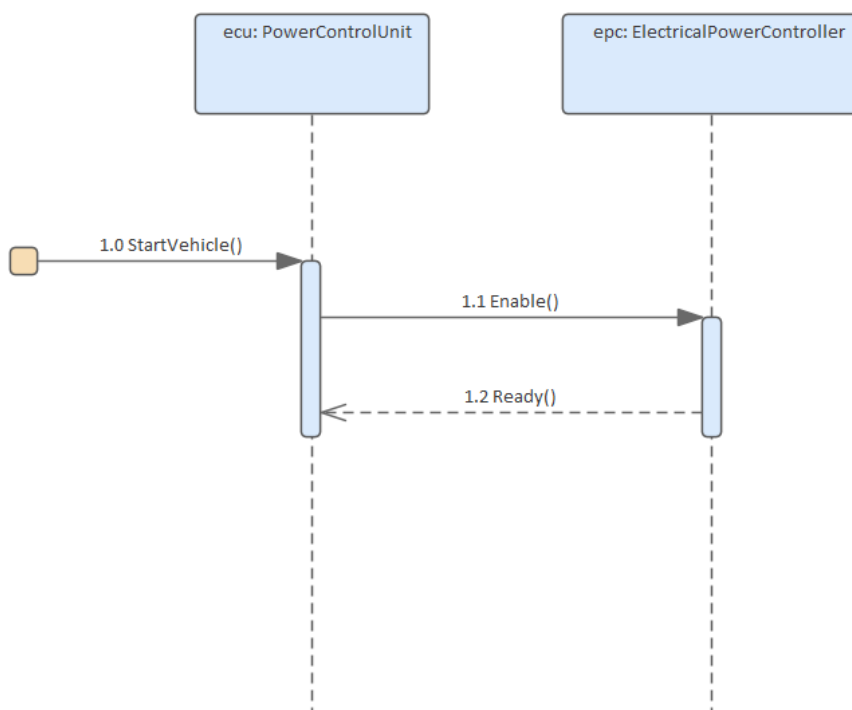 ecu: PowerControlUnit
epc: ElectricalPowerController
1.0 StartVehicle()
1.1 Enable()
1.2 Ready()